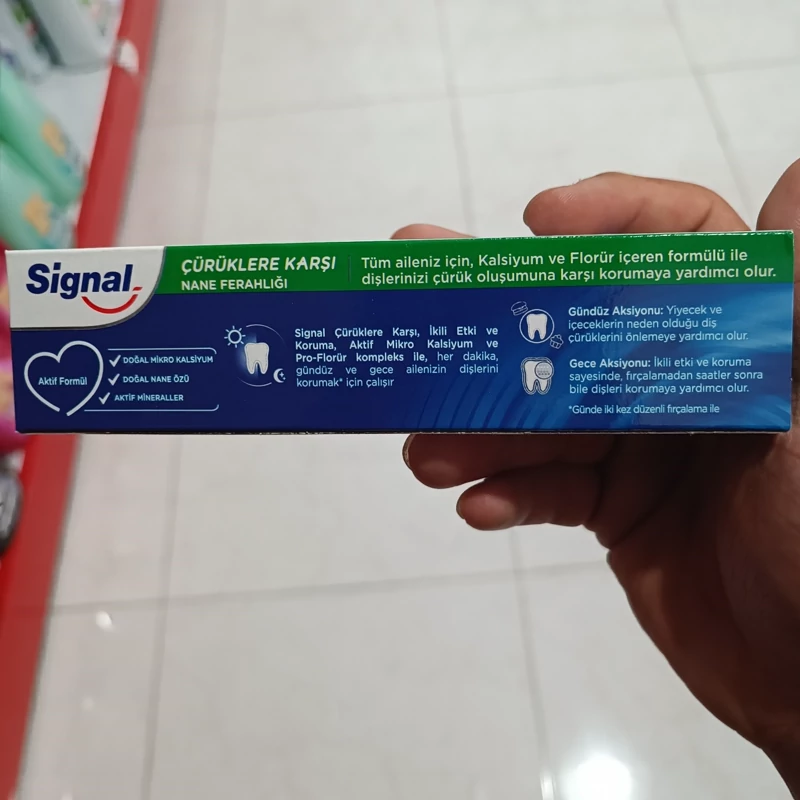 Signal
ÇÜRÜKLERE KARŞI
NANE FERAHLIĞI
Tüm aileniz için, Kalsiyum ve Florür içeren formülü ile
dişlerinizi çürük oluşumuna karşı korumaya yardımcı olur.
Aktif Formül
DOĞAL MİKRO KALSİYUM
DOĞAL NANE ÖZÜ
AKTİF MİNERALLER
Signal Çürüklere Karşı, İkili Etki ve
Koruma, Aktif Mikro Kalsiyum ve
Pro-Florür kompleks ile, her dakika,
gündüz ve gece ailenizin dişlerini
korumak* için çalışır
Gündüz Aksiyonu: Yiyecek ve
içeceklerin neden olduğu diş
çürüklerini önlemeye yardımcı olur.
Gece Aksiyonu: İkili etki ve koruma
sayesinde, fırçalamadan saatler sonra
bile dişleri korumaya yardımcı olur.
*Günde iki kez düzenli fırçalama ile